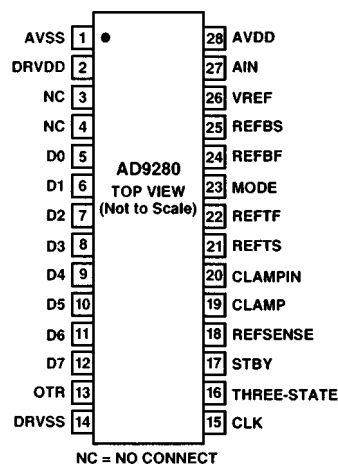 AVSS 1 28 AVDD
DRVDD 2 27 AIN
NC 3 26 VREF
NC 4 25 REFBS
D0 5 24 REFBF
D1 6 23 MODE
D2 7 22 REFTF
D3 8 21 REFTS
D4 9 20 CLAMPIN
D5 10 19 CLAMP
D6 11 18 REFSENSE
D7 12 17 STBY
OTR 13 16 THREE-STATE
DRVSS 14 15 CLK
AD9280
TOP VIEW
(Not to Scale)
NC = NO CONNECT